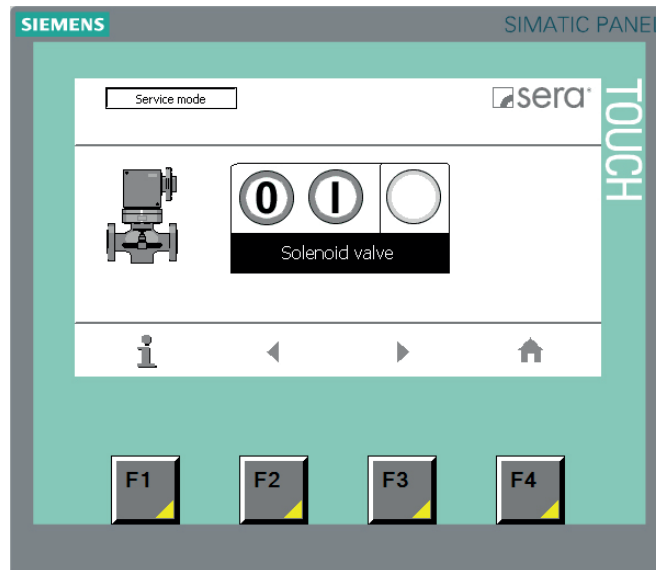 SIEMENS
SIMATIC PANEL
TOUCH
Service mode
sera
0 I
Solenoid valve
F1 F2 F3 F4